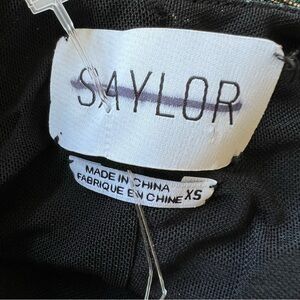 SAYLOR
MADE IN CHINA
FABRIQUE EN CHINE XS